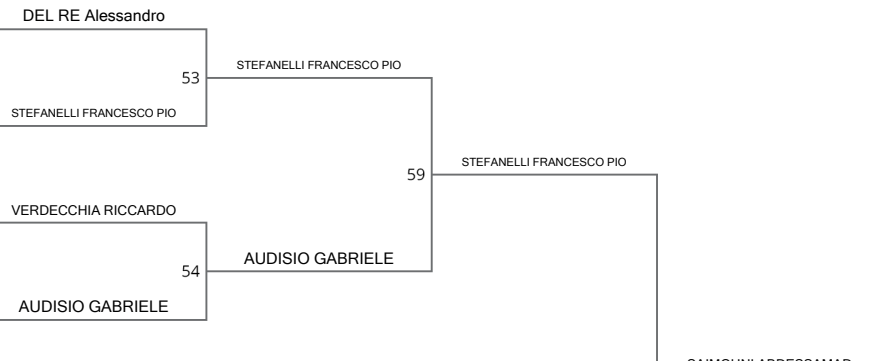 DEL RE Alessandro
53
STEFANELLI FRANCESCO PIO
STEFANELLI FRANCESCO PIO
59
STEFANELLI FRANCESCO PIO
VERDECCHIA RICCARDO
54
AUDISIO GABRIELE
AUDISIO GABRIELE